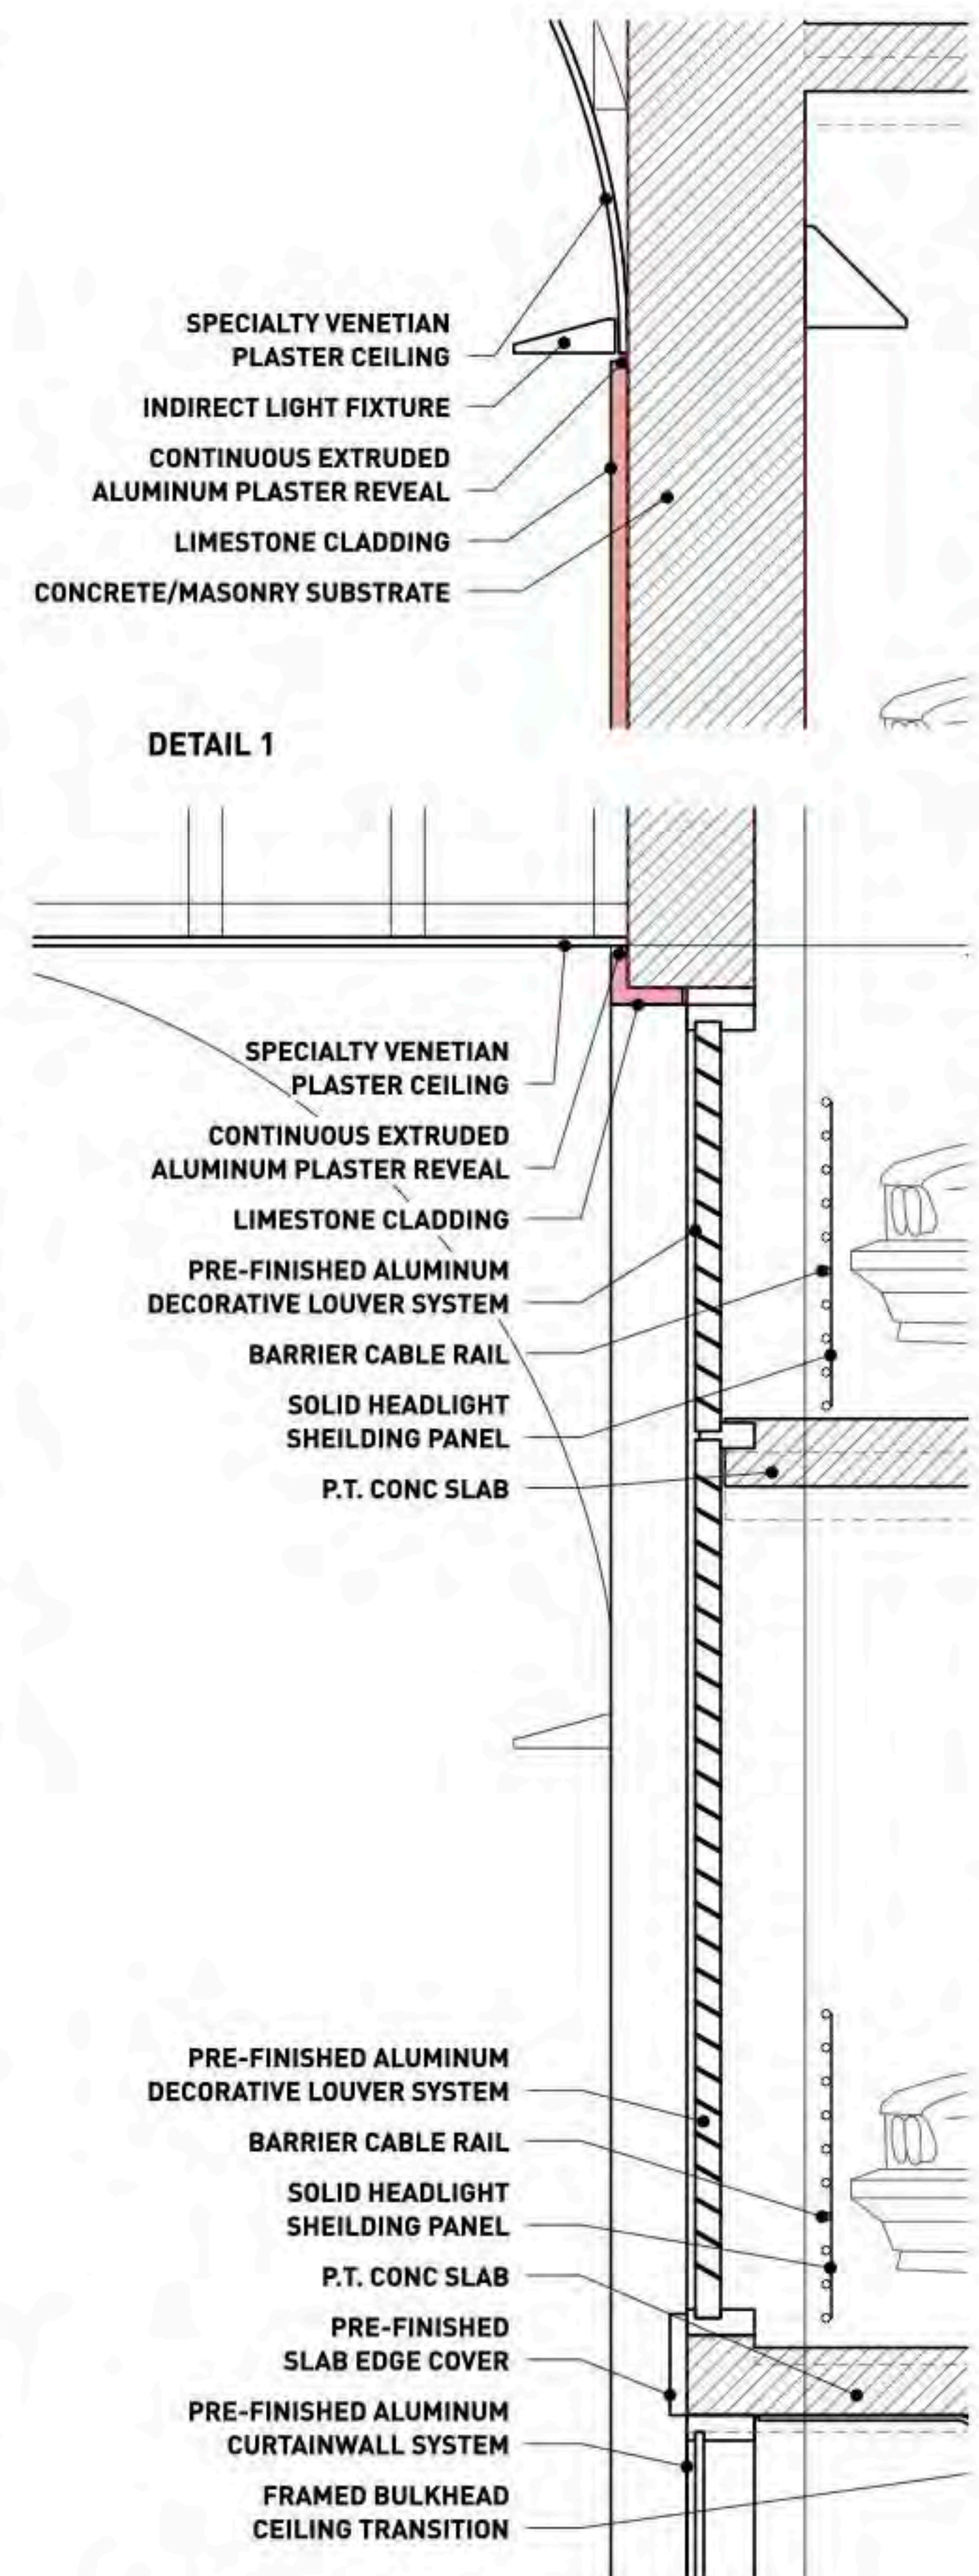 SPECIALTY VENETIAN
PLASTER CEILING
INDIRECT LIGHT FIXTURE
CONTINUOUS EXTRUDED
ALUMINUM PLASTER REVEAL
LIMESTONE CLADDING
CONCRETE/MASONRY SUBSTRATE
DETAIL 1
SPECIALTY VENETIAN
PLASTER CEILING
CONTINUOUS EXTRUDED
ALUMINUM PLASTER REVEAL
LIMESTONE CLADDING
PRE-FINISHED ALUMINUM
DECORATIVE LOUVER SYSTEM
BARRIER CABLE RAIL
SOLID HEADLIGHT
SHEILDING PANEL
P.T. CONC SLAB
PRE-FINISHED ALUMINUM
DECORATIVE LOUVER SYSTEM
BARRIER CABLE RAIL
SOLID HEADLIGHT
SHEILDING PANEL
P.T. CONC SLAB
PRE-FINISHED
SLAB EDGE COVER
PRE-FINISHED ALUMINUM
CURTAINWALL SYSTEM
FRAMED BULKHEAD
CEILING TRANSITION